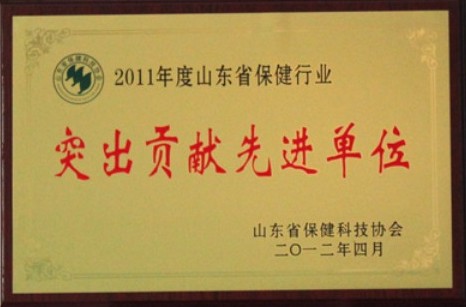 2011年度山东省保健行业
突出贡献先进单位
山东省保健科技协会
二〇一二年四月